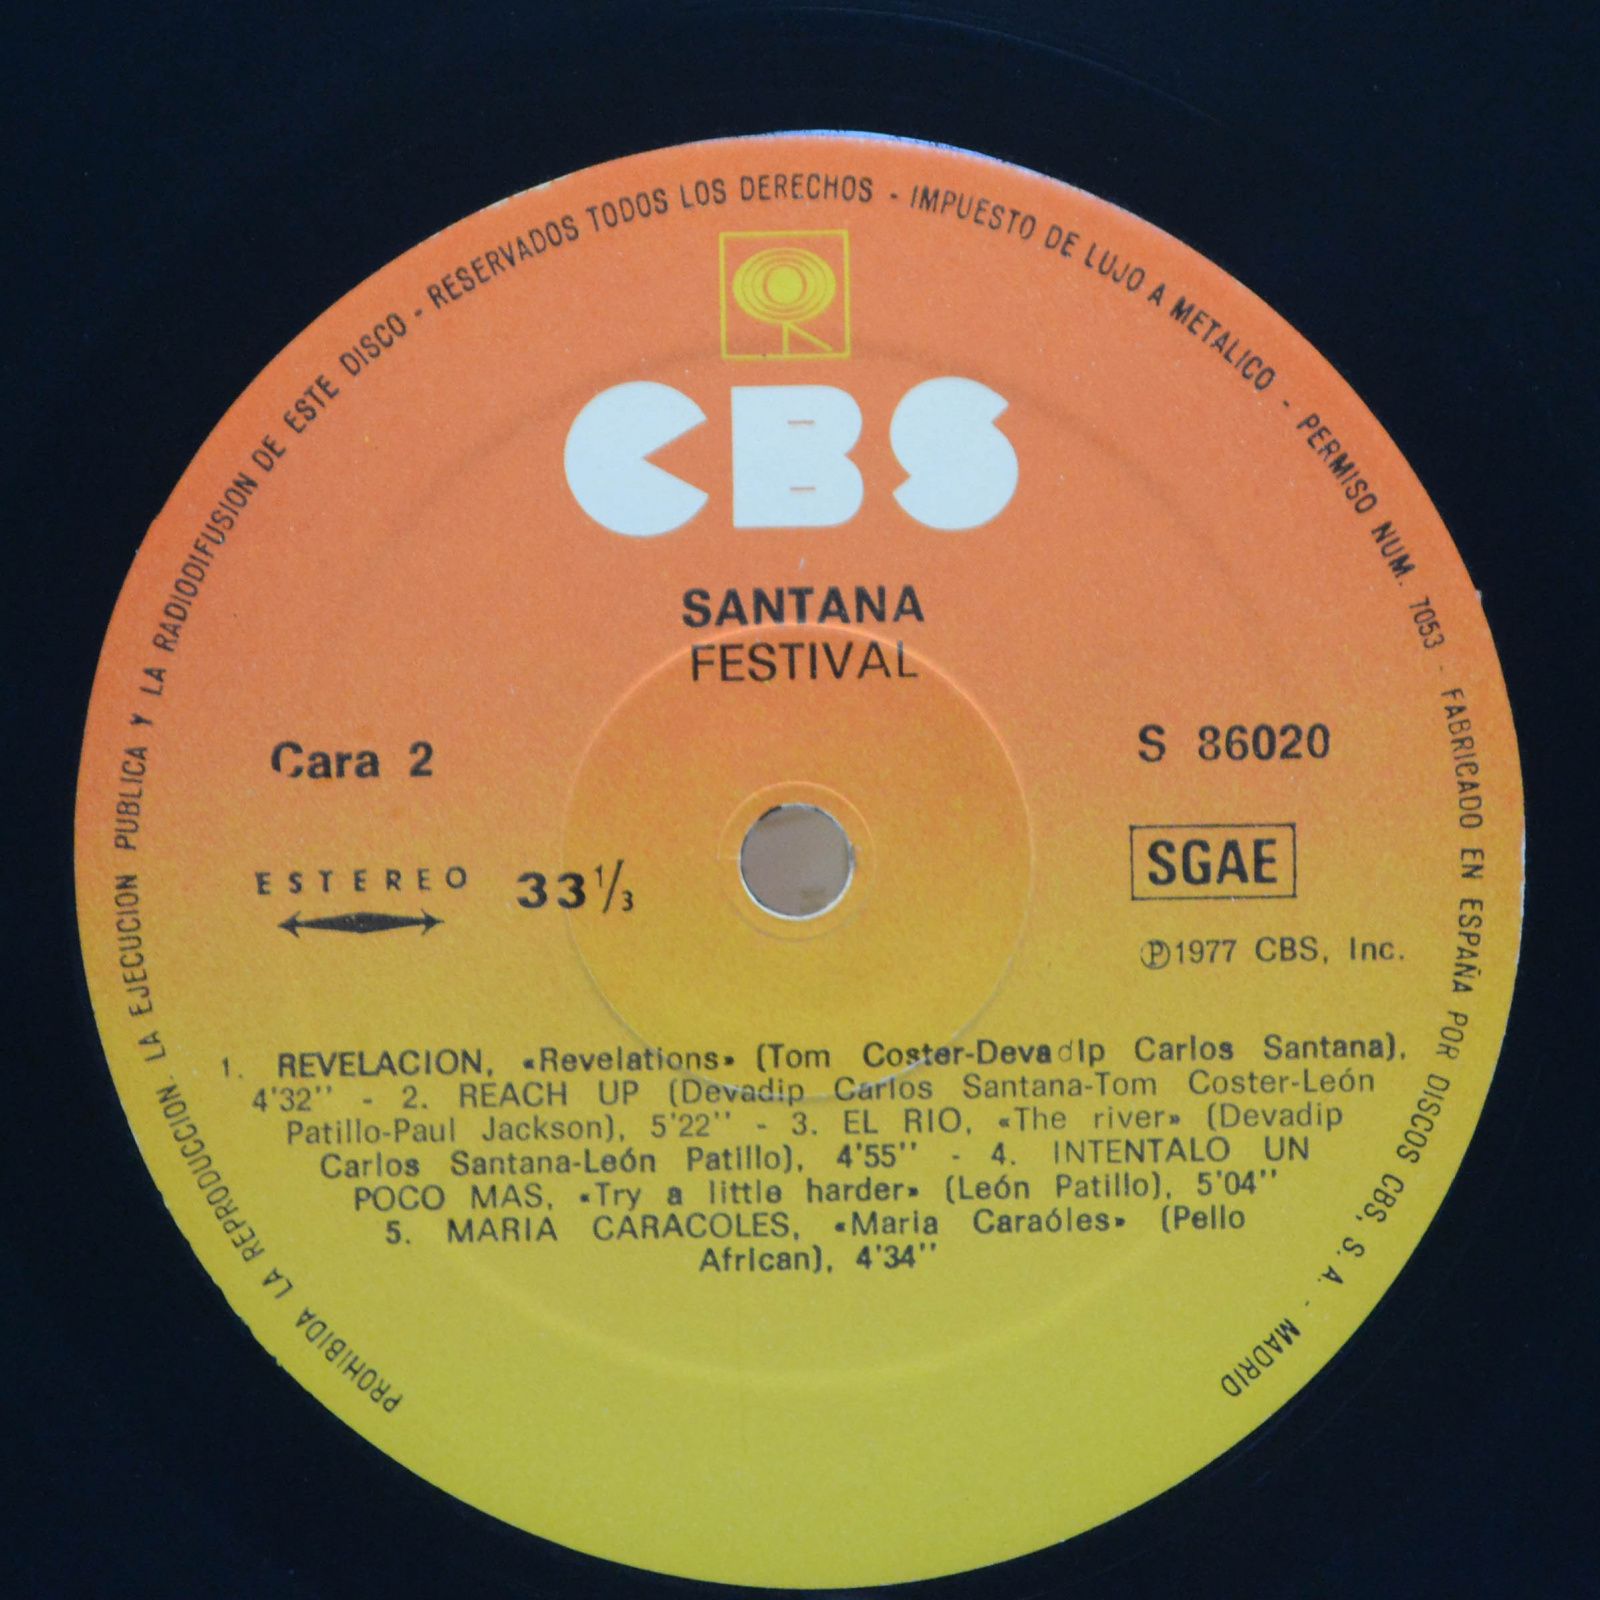 PROHIBIDA LA REPRODUCCION. LA EJECUCION PUBLICA Y LA RADIODIFUSION DE ESTE DISCO - RESERVADOS TODOS LOS DERECHOS - IMPUESTO DE LUJO A METALICO - PERMISO NUM. 7053 - FABRICADO EN ESPAÑA POR DISCOS CBS, S. A. - MADRID
CBS
SANTANA
FESTIVAL
Cara 2
S 86020
ESTEREO 33 1/3
SGAE
℗1977 CBS, Inc.
1. REVELACION, «Revelations» (Tom Coster-Devadip Carlos Santana),
4'32'' - 2. REACH UP (Devadip Carlos Santana-Tom Coster-León
Patillo-Paul Jackson), 5'22'' - 3. EL RIO, «The river» (Devadip
Carlos Santana-León Patillo), 4'55'' - 4. INTENTALO UN
POCO MAS, «Try a little harder» (León Patillo), 5'04''
5. MARIA CARACOLES, «Maria Caraóles» (Pello
African), 4'34''